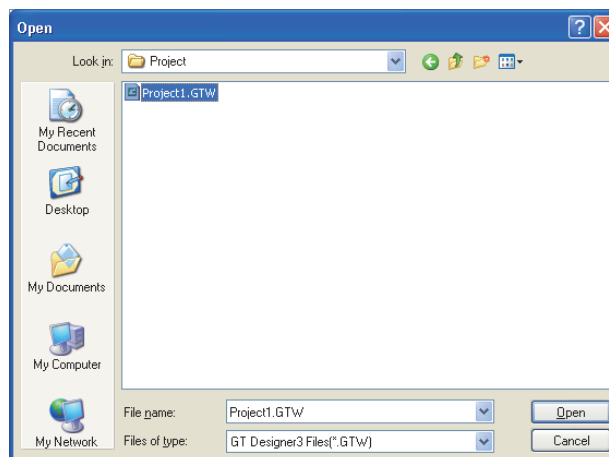 Open
Look in:
Project
Project1.GTW
My Recent
Documents
Desktop
My Documents
My Computer
My Network
File name:
Project1.GTW
Open
Files of type:
GT Designer3 Files(*.GTW)
Cancel